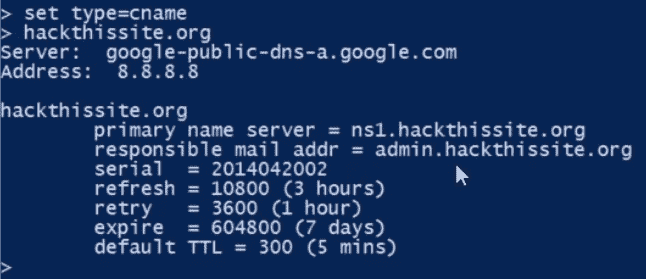 > set type=cname
> hackthissite.org
Server:  google-public-dns-a.google.com
Address:  8.8.8.8

hackthissite.org
        primary name server = ns1.hackthissite.org
        responsible mail addr = admin.hackthissite.org
        serial  = 2014042002
        refresh = 10800 (3 hours)
        retry   = 3600 (1 hour)
        expire  = 604800 (7 days)
        default TTL = 300 (5 mins)
>